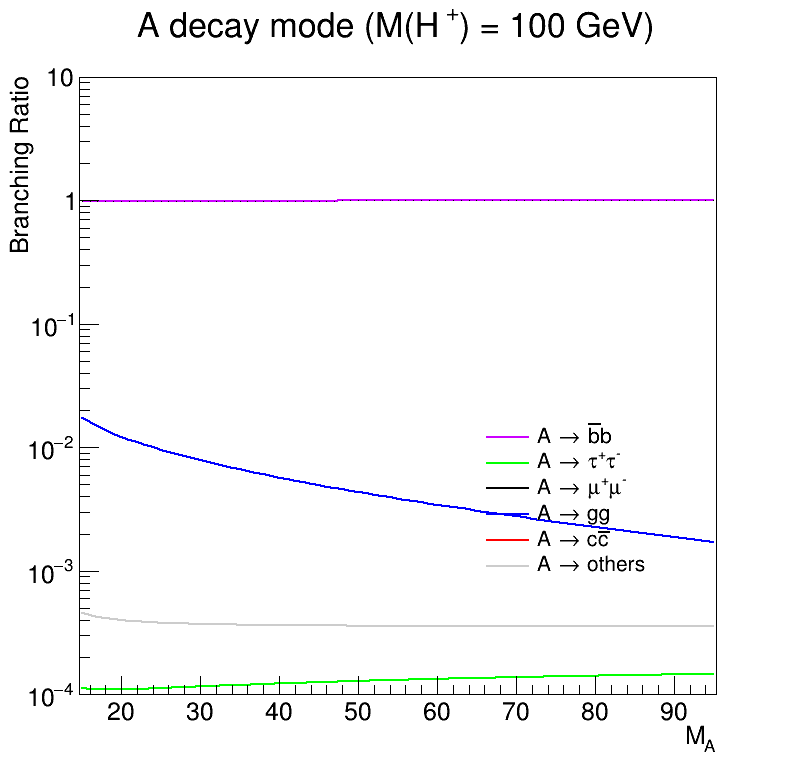 A decay mode (M(H⁺) = 100 GeV)
Branching Ratio
10
1
10⁻¹
10⁻²
10⁻³
10⁻⁴
A → b̅b
A → τ⁺τ⁻
A → μ⁺μ⁻
A → gg
A → cc̅
A → others
20 30 40 50 60 70 80 90
M_A